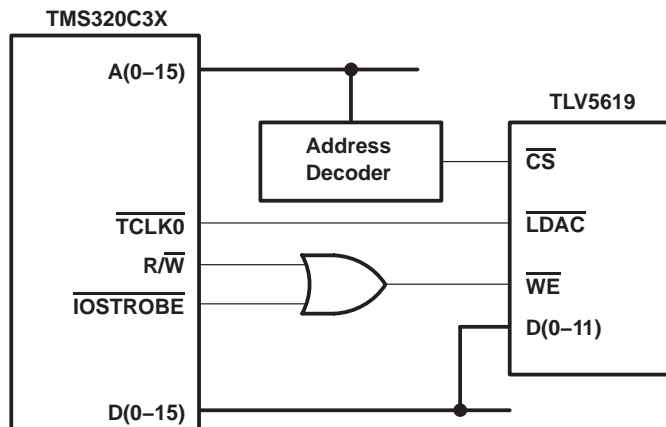 TMS320C3X
A(0–15)
TLV5619
Address
Decoder
CS
TCLK0
LDAC
R/W
WE
IOSTROBE
D(0–11)
D(0–15)